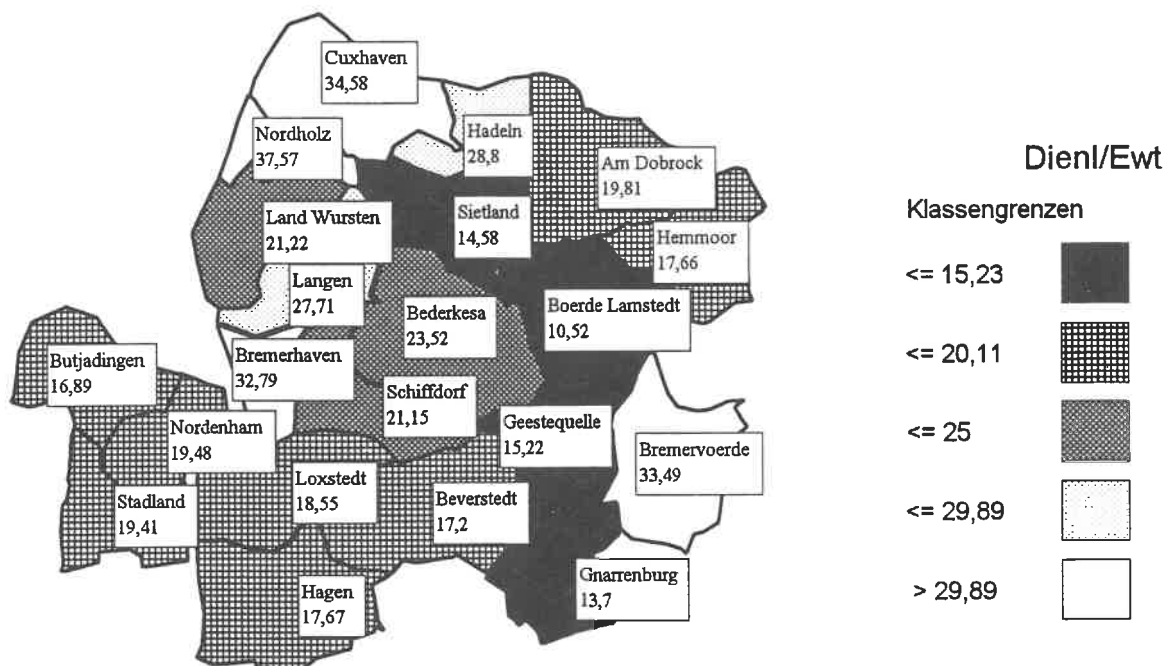 Cuxhaven
34,58
Nordholz
37,57
Hadeln
28,8
Am Dobrock
19,81
Land Wursten
21,22
Sietland
14,58
Hemmoor
17,66
Langen
27,71
Bederkesa
23,52
Boerde Lamstedt
10,52
Butjadingen
16,89
Bremerhaven
32,79
Schiffdorf
21,15
Nordenham
19,48
Geestequelle
15,22
Bremervoerde
33,49
Stadland
19,41
Loxstedt
18,55
Beverstedt
17,2
Hagen
17,67
Gnarrenburg
13,7
Dienl/Ewt
Klassengrenzen
<= 15,23
<= 20,11
<= 25
<= 29,89
> 29,89